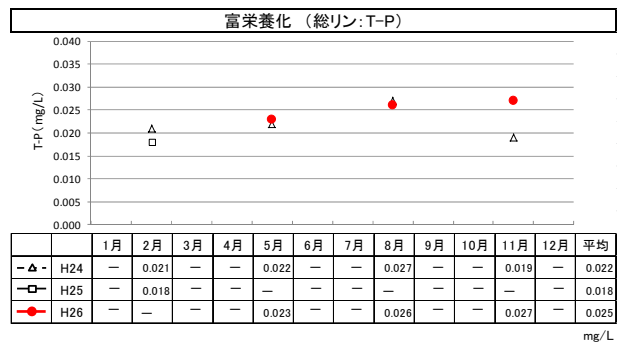 富栄養化 （総リン：T-P）
T-P（mg/L）
0.040
0.035
0.030
0.025
0.020
0.015
0.010
0.005
0.000
1月 2月 3月 4月 5月 6月 7月 8月 9月 10月 11月 12月 平均
H24 － 0.021 － － 0.022 － － 0.027 － － 0.019 － 0.022
H25 － 0.018 － － － － － － － － － － 0.018
H26 － － － － 0.023 － － 0.026 － － 0.027 － 0.025
mg/L